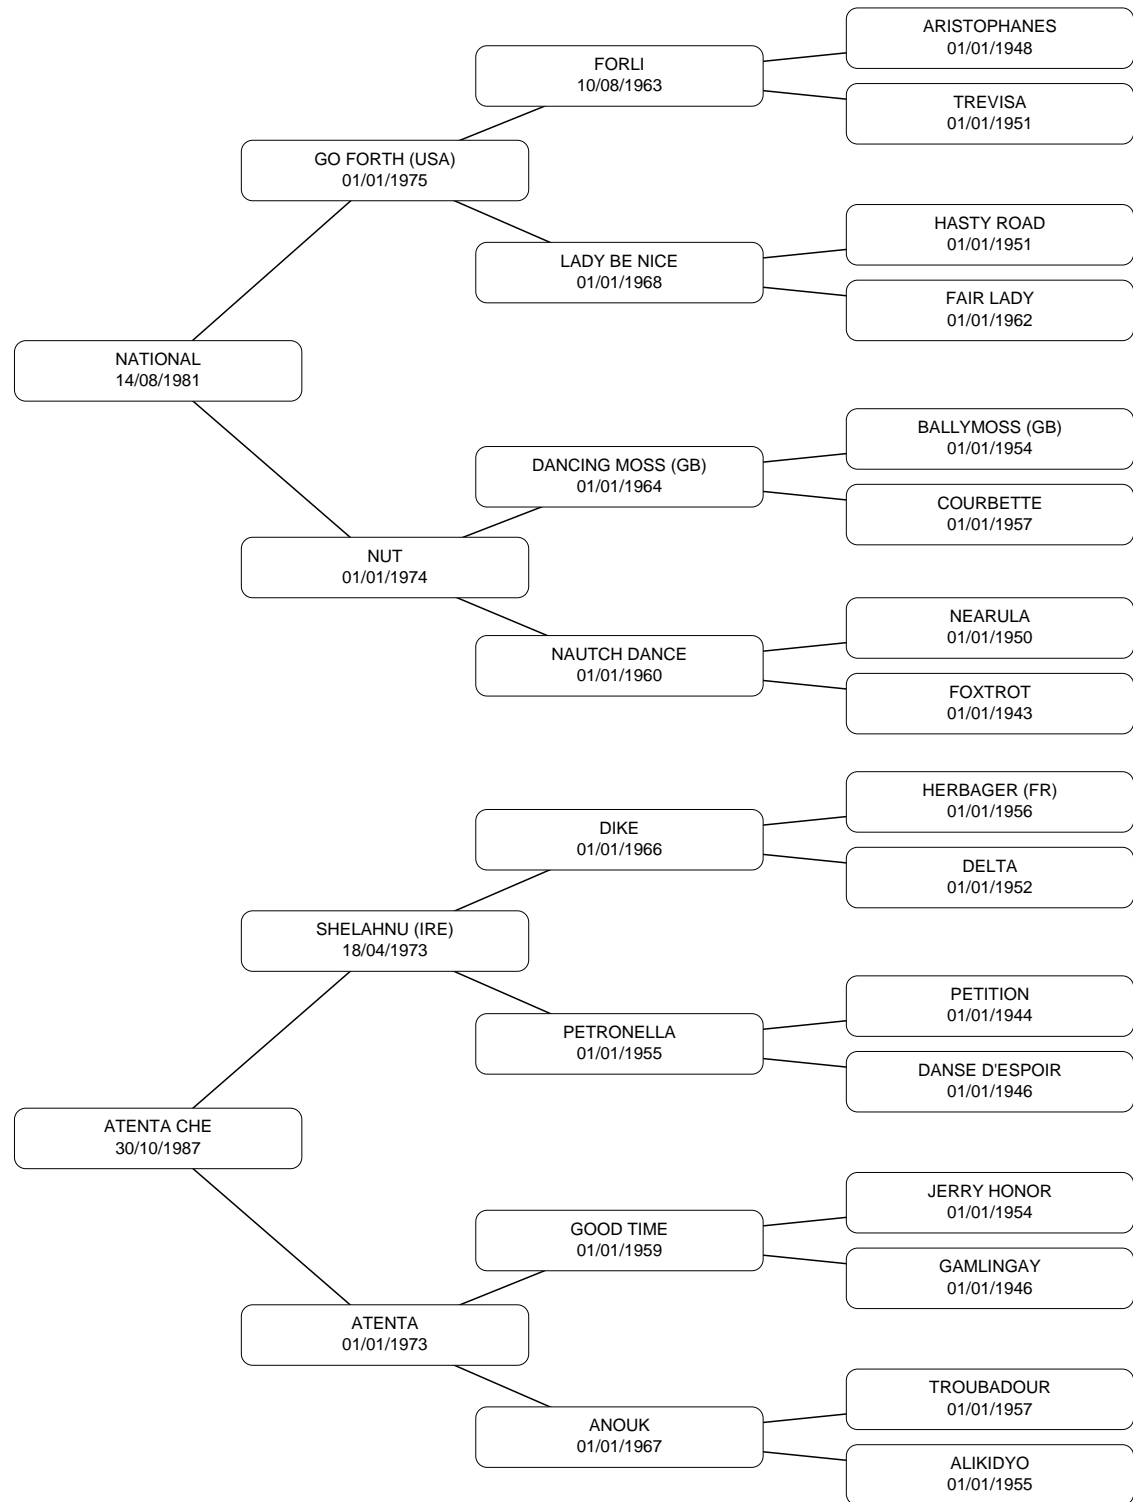 ARISTOPHANES
01/01/1948
FORLI
10/08/1963
TREVISA
01/01/1951
GO FORTH (USA)
01/01/1975
HASTY ROAD
01/01/1951
LADY BE NICE
01/01/1968
FAIR LADY
01/01/1962
NATIONAL
14/08/1981
BALLYMOSS (GB)
01/01/1954
DANCING MOSS (GB)
01/01/1964
COURBETTE
01/01/1957
NUT
01/01/1974
NEARULA
01/01/1950
NAUTCH DANCE
01/01/1960
FOXTROT
01/01/1943
HERBAGER (FR)
01/01/1956
DIKE
01/01/1966
DELTA
01/01/1952
SHELAHNU (IRE)
18/04/1973
PETITION
01/01/1944
PETRONELLA
01/01/1955
DANSE D'ESPOIR
01/01/1946
ATENTA CHE
30/10/1987
JERRY HONOR
01/01/1954
GOOD TIME
01/01/1959
GAMLINGAY
01/01/1946
ATENTA
01/01/1973
TROUBADOUR
01/01/1957
ANOUK
01/01/1967
ALIKIDYO
01/01/1955